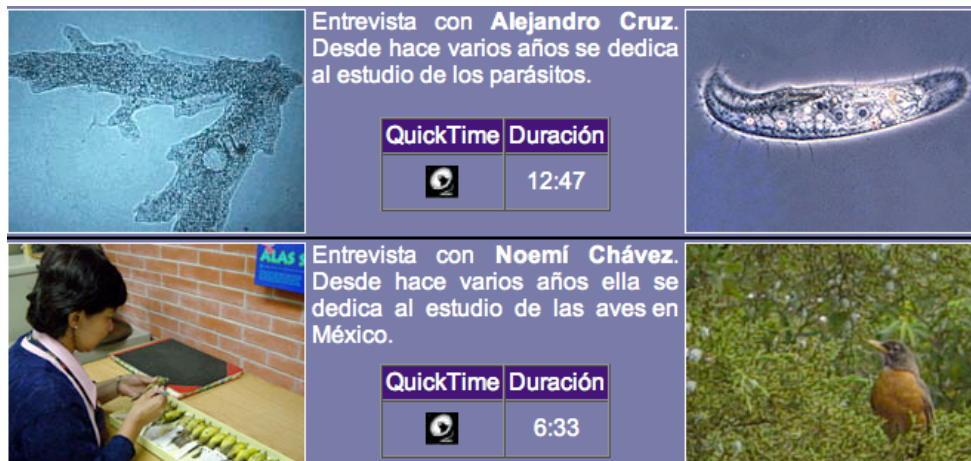 Entrevista con Alejandro Cruz.
Desde hace varios años se dedica
al estudio de los parásitos.
QuickTime Duración
12:47
ALAS S
Entrevista con Noemí Chávez.
Desde hace varios años ella se
dedica al estudio de las aves en
México.
QuickTime Duración
6:33